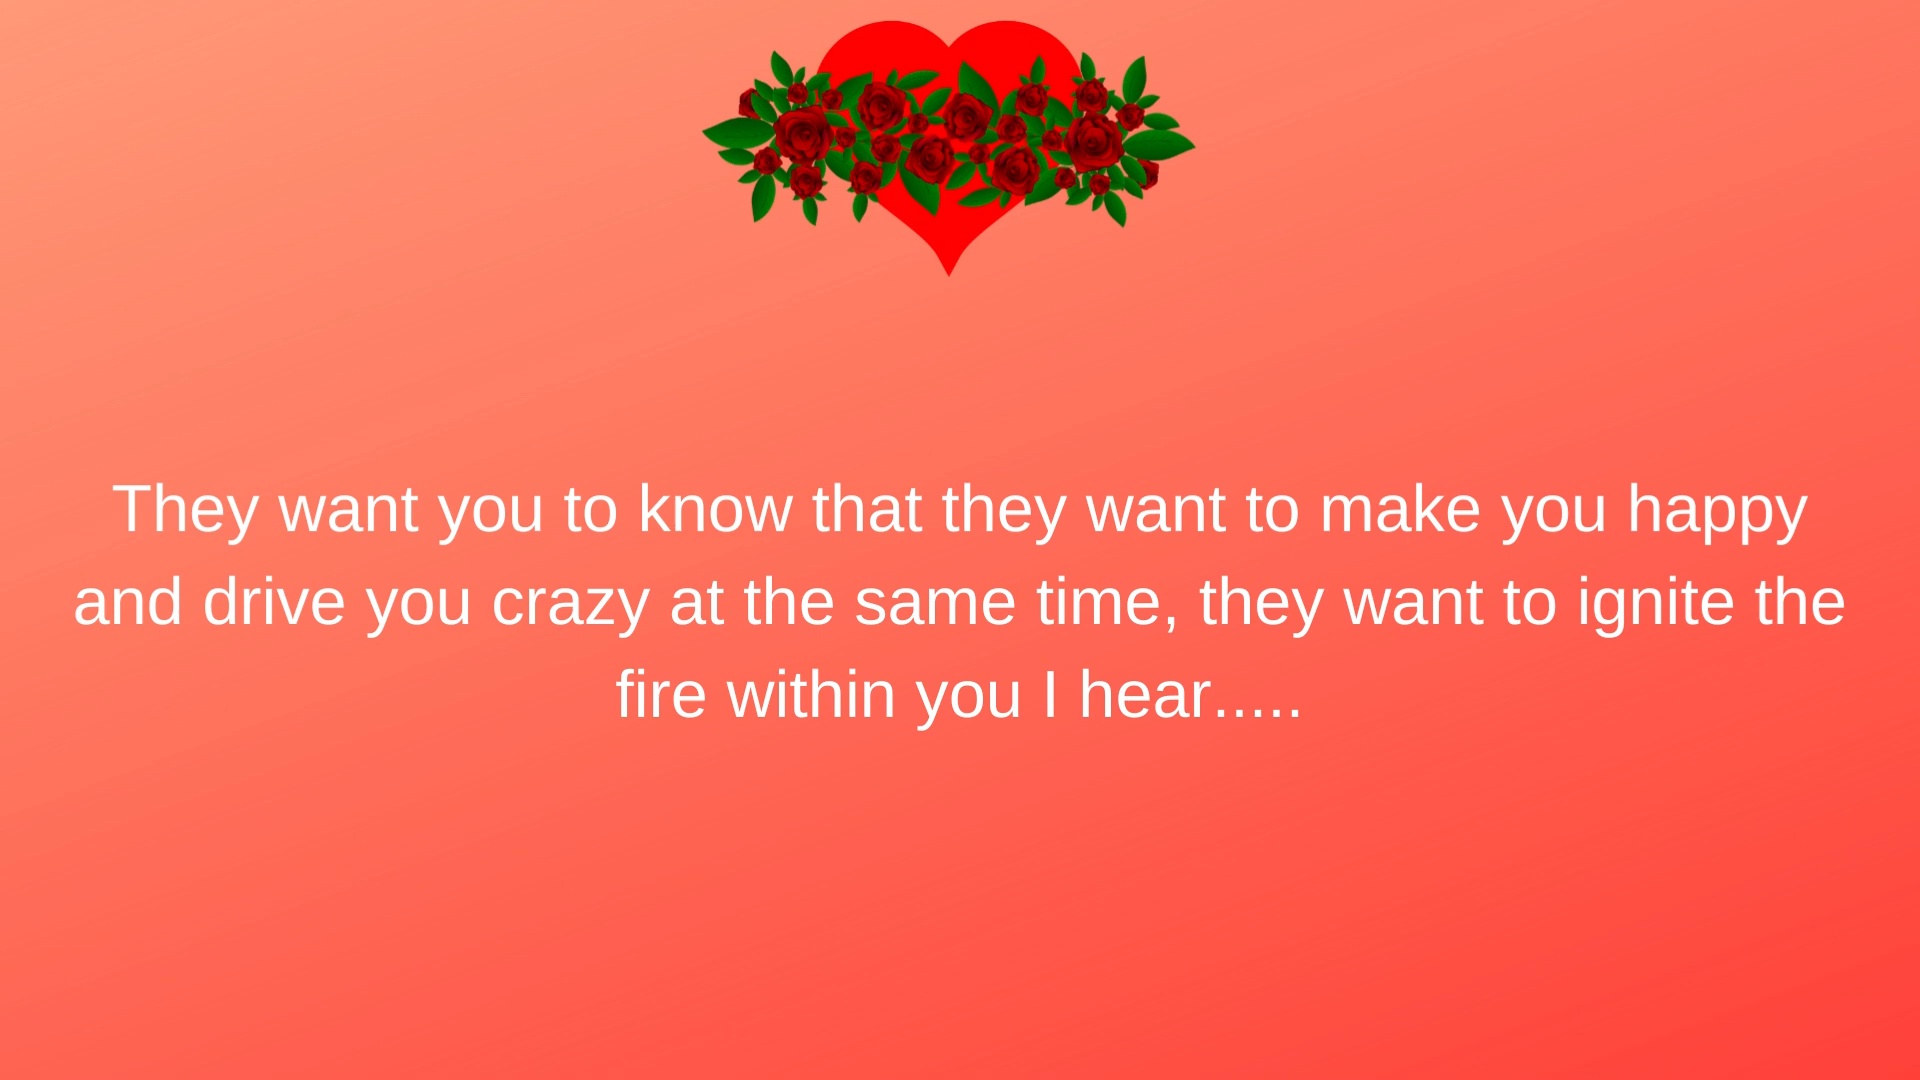 They want you to know that they want to make you happy
and drive you crazy at the same time, they want to ignite the
fire within you I hear.....